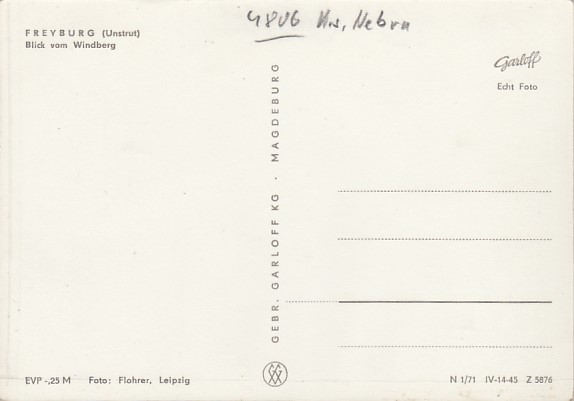 4806 Krs. Nebra
FREYBURG (Unstrut)
Blick vom Windberg
Garloff
Echt Foto
GEBR. GARLOFF KG · MAGDEBURG
EVP -,25 M Foto: Flohrer, Leipzig
N 1/71 IV-14-45 Z 5876